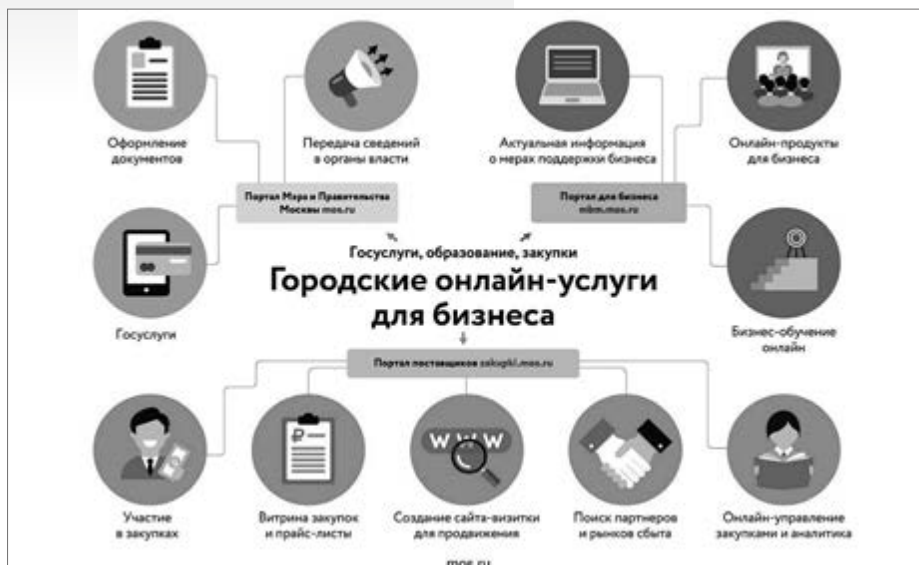 Оформление
документов
Передача сведений
в органы власти
Актуальная информация
о мерах поддержки бизнеса
Онлайн-продукты
для бизнеса
Портал Мэра и Правительства
Москвы mos.ru
Портал для бизнеса
mbm.mos.ru
Госуслуги, образование, закупки
Городские онлайн-услуги
для бизнеса
Госуслуги
Бизнес-обучение
онлайн
Портал поставщиков zakupki.mos.ru
WWW
Участие
в закупках
Витрина закупок
и прайс-листы
Создание сайта-визитки
для продвижения
Поиск партнеров
и рынков сбыта
Онлайн-управление
закупками и аналитика
mos.ru